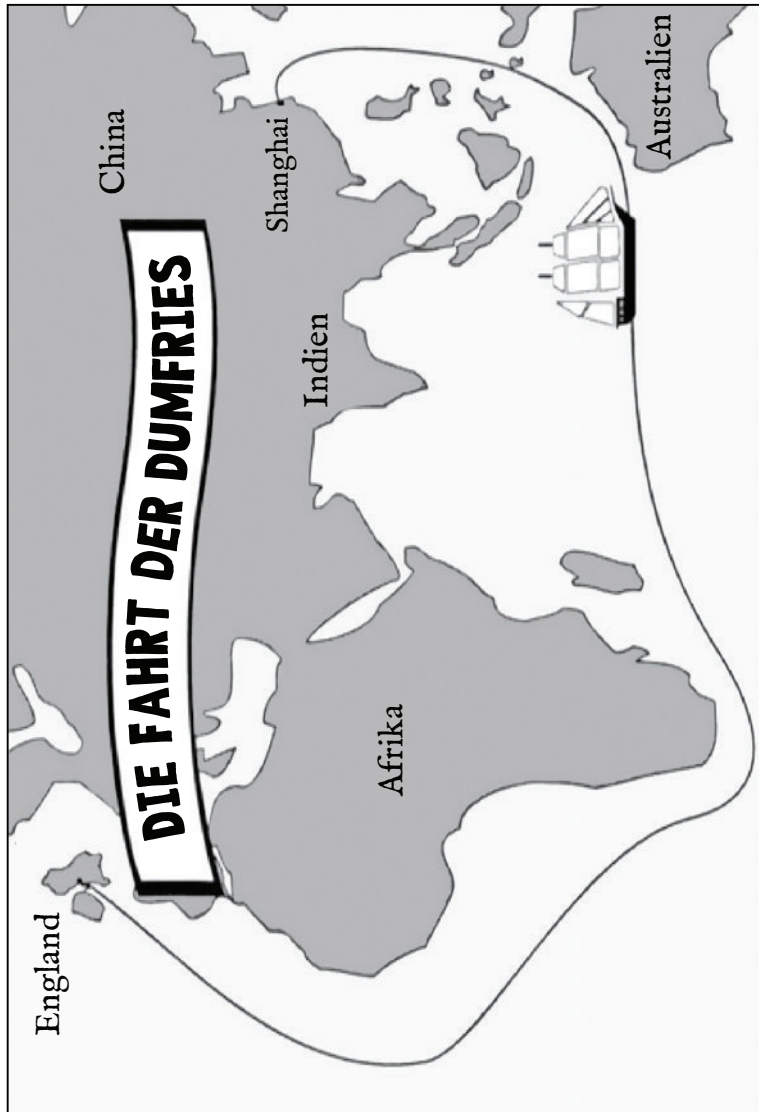 DIE FAHRT DER DUMFRIES
England
China
Shanghai
Indien
Afrika
Australien